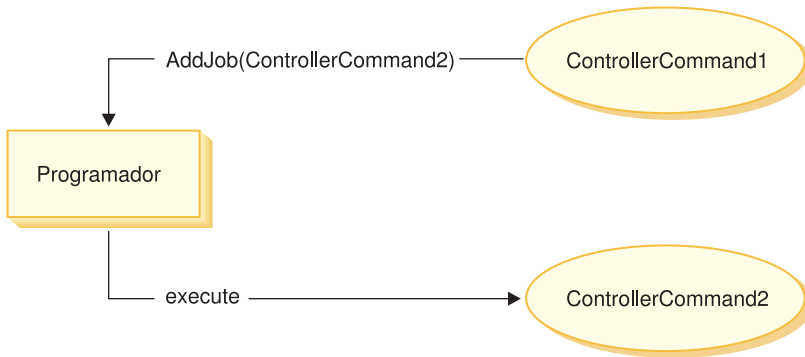 AddJob(ControllerCommand2)
ControllerCommand1
Programador
execute
ControllerCommand2